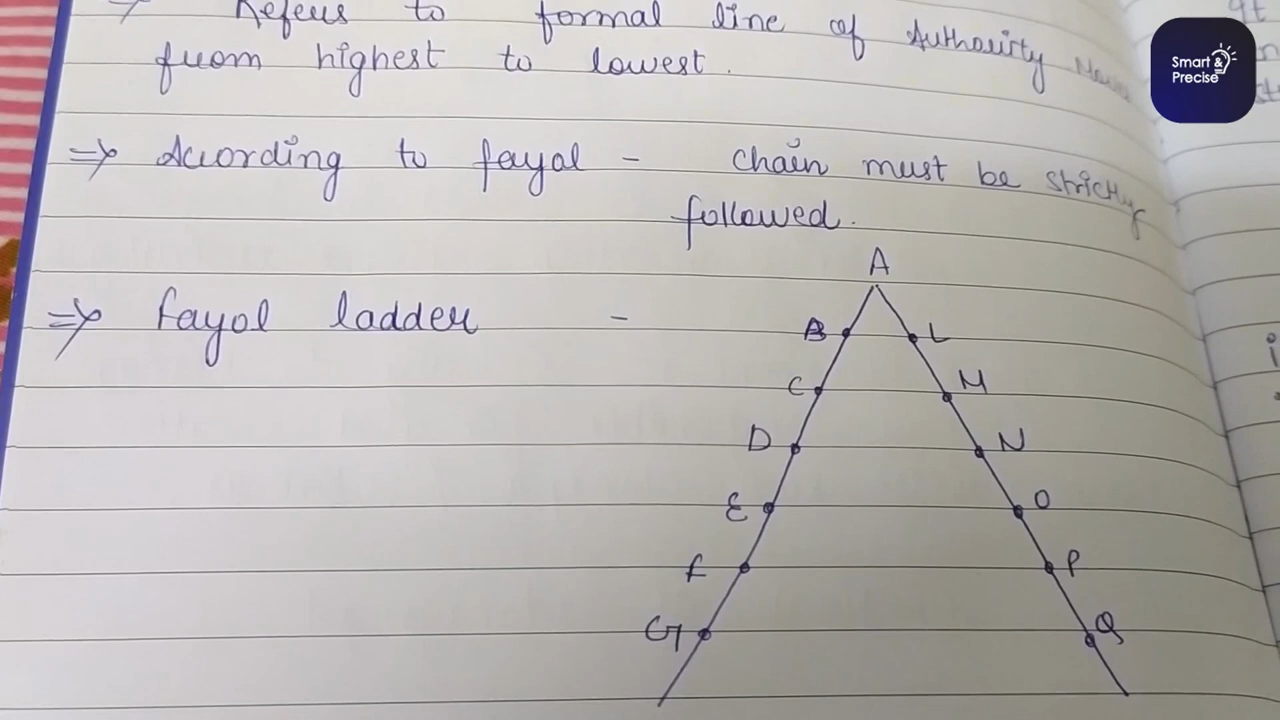 ⇒ Refers to formal line of Authority
from highest to lowest.
⇒ Acording to fayol - chain must be strictly
followed.
⇒ fayol ladder -
A
B L
C M
D N
E O
F P
G Q
Smart &
Precise